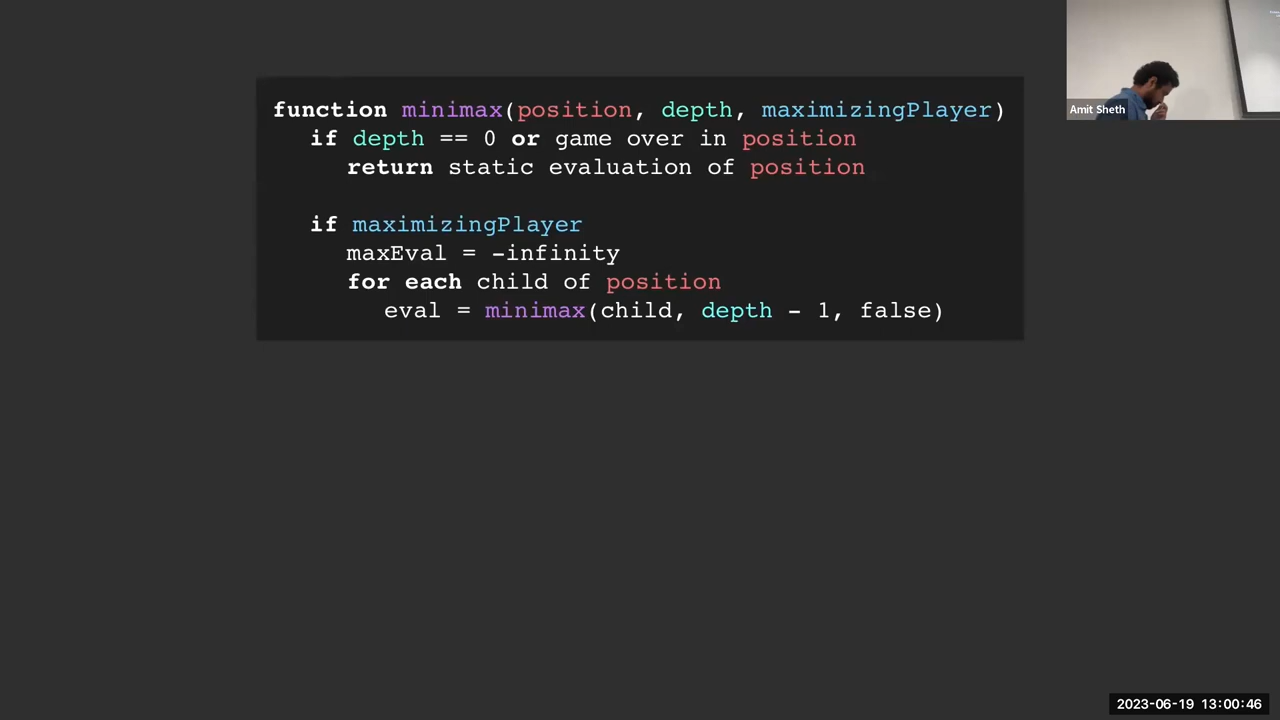 function minimax(position, depth, maximizingPlayer)
if depth == 0 or game over in position
return static evaluation of position
if maximizingPlayer
maxEval = -infinity
for each child of position
eval = minimax(child, depth - 1, false)
Amit Sheth
2023-06-19 13:00:46